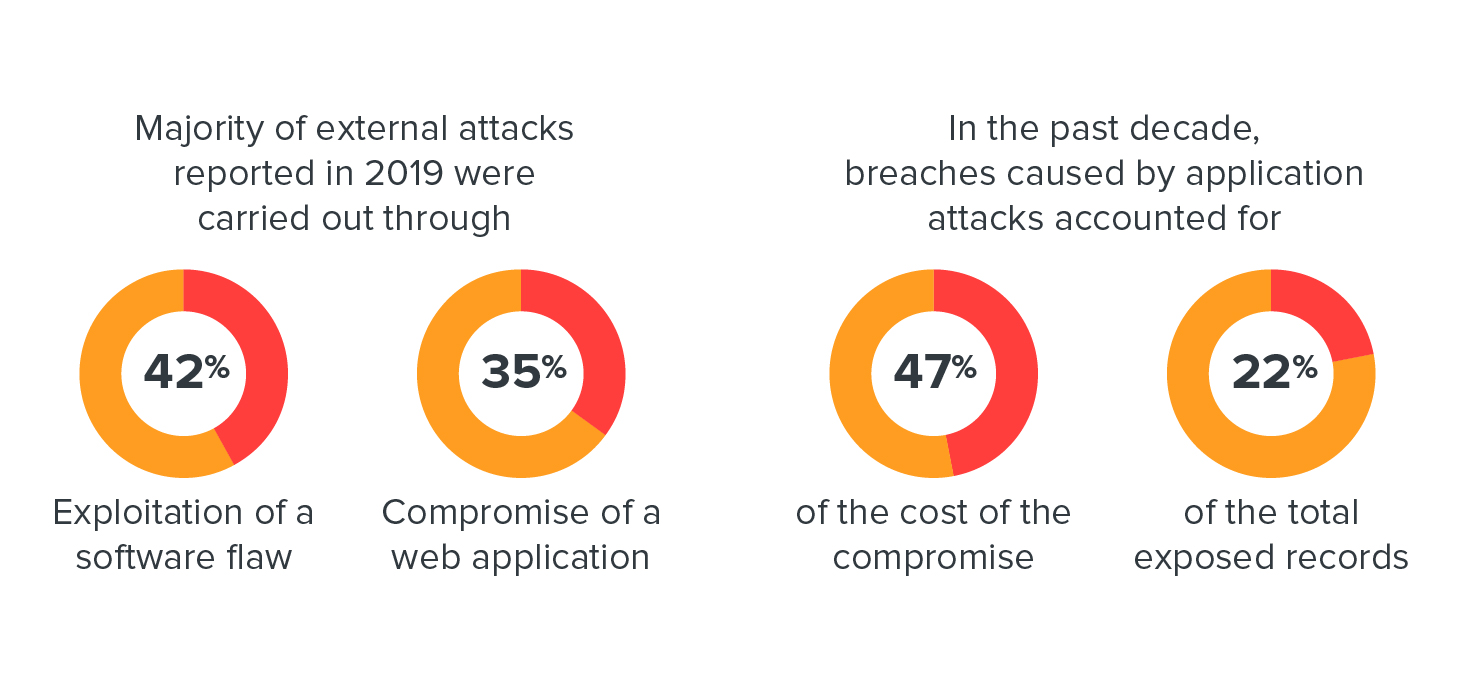 Majority of external attacks
reported in 2019 were
carried out through
42%
Exploitation of a
software flaw
35%
Compromise of a
web application
In the past decade,
breaches caused by application
attacks accounted for
47%
of the cost of the
compromise
22%
of the total
exposed records